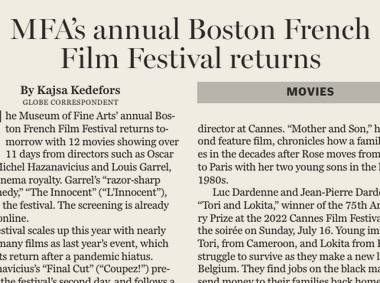 MFA's annual Boston French
Film Festival returns
By Kajsa Kedefors
GLOBE CORRESPONDENT
he Museum of Fine Arts' annual Bos-
ton French Film Festival returns to-
morrow with 12 movies showing over
11 days from directors such as Oscar
Michel Hazanavicius and Louis Garrel,
nema royalty. Garrel's "razor-sharp
medy," "The Innocent" ("L'Innocent"),
the festival. The screening is already
online.
estival scales up this year with nearly
many films as last year's event, which
ts return after a pandemic hiatus.
navicius's "Final Cut" ("Coupez!") pre-
the festival's second day, and follows a
MOVIES
director at Cannes. "Mother and Son," h
ond feature film, chronicles how a famil
es in the decades after Rose moves from
to Paris with her two young sons in the l
1980s.
Luc Dardenne and Jean-Pierre Darde
"Tori and Lokita," winner of the 75th An
ry Prize at the 2022 Cannes Film Festiva
the soirée on Sunday, July 16. Young im
Tori, from Cameroon, and Lokita from B
struggle to survive as they make a new l
Belgium. They find jobs on the black ma
send money to their families back home